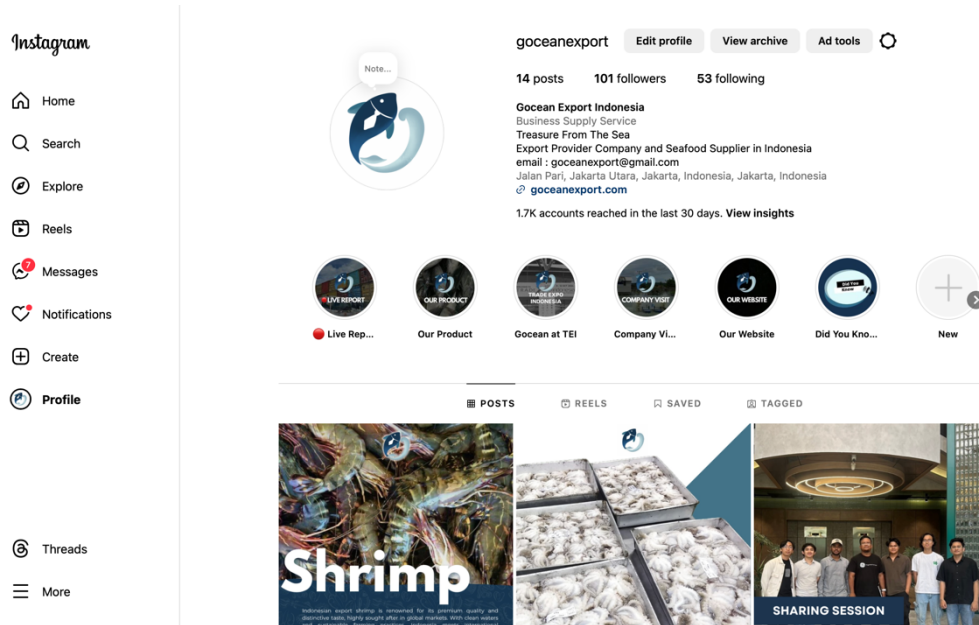 Instagram
Home
Search
Explore
Reels
7
Messages
Notifications
Create
Profile
Threads
More
Note...
goceanexport
Edit profile
View archive
Ad tools
14 posts
101 followers
53 following
Gocean Export Indonesia
Business Supply Service
Treasure From The Sea
Export Provider Company and Seafood Supplier in Indonesia
email : goceanexport@gmail.com
Jalan Pari, Jakarta Utara, Jakarta, Indonesia, Jakarta, Indonesia
goceanexport.com
1.7K accounts reached in the last 30 days. View insights
LIVE REPORT
OUR PRODUCT
TRADE EXPO
INDONESIA
COMPANY VISIT
OUR WEBSITE
Did You
Know
Live Rep...
Our Product
Gocean at TEI
Company Vi...
Our Website
Did You Kno...
New
POSTS
REELS
SAVED
TAGGED
Shrimp
Indonesian export shrimp is renowned for its premium quality and
distinctive taste, highly sought after in global markets. With clean waters
SHARING SESSION